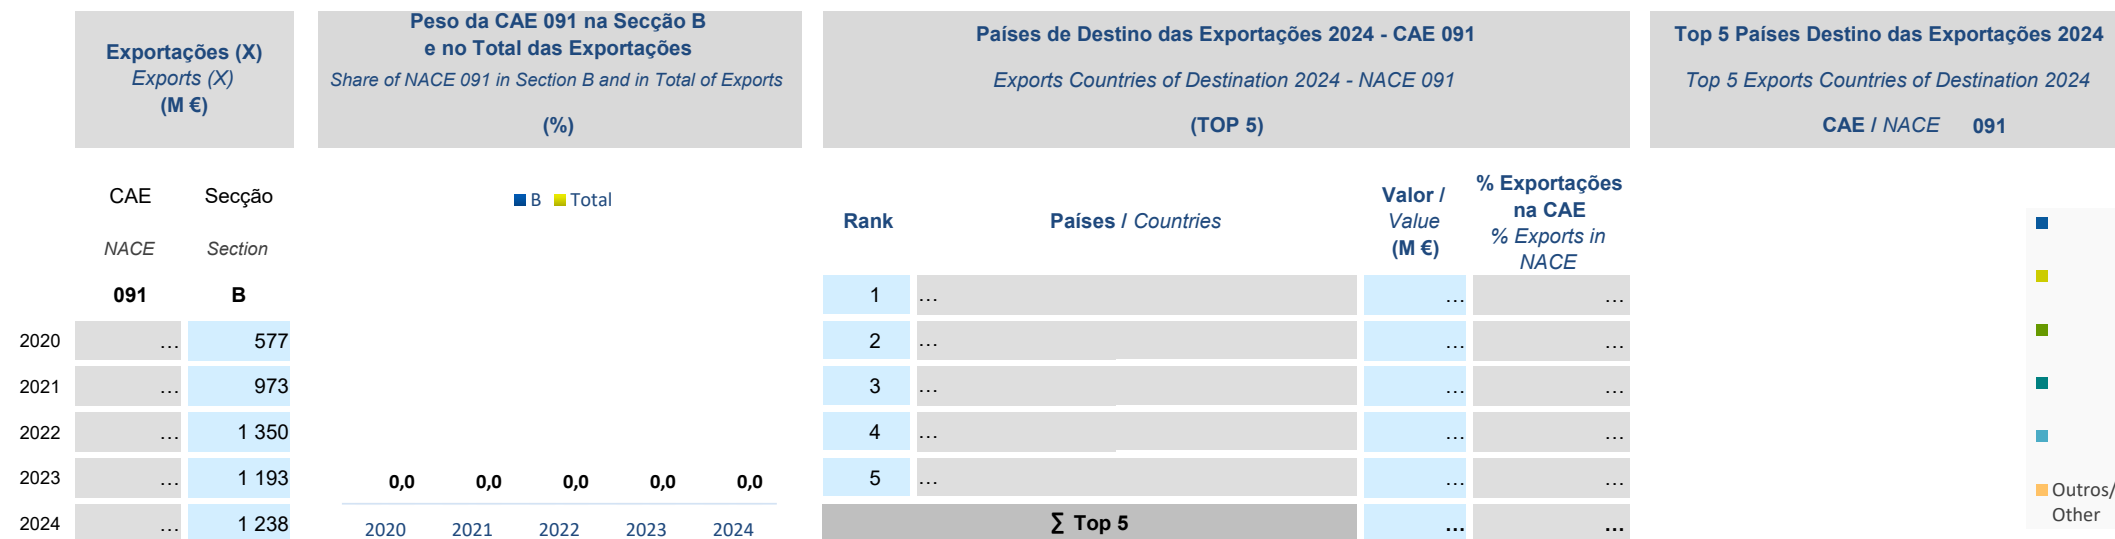 Exportações (X)
Exports (X)
(M €)
Peso da CAE 091 na Secção B
e no Total das Exportações
Share of NACE 091 in Section B and in Total of Exports
(%)
Países de Destino das Exportações 2024 - CAE 091
Exports Countries of Destination 2024 - NACE 091
(TOP 5)
Top 5 Países Destino das Exportações 2024
Top 5 Exports Countries of Destination 2024
CAE / NACE 091
CAE Secção
NACE Section
091 B
2020 … 577
2021 … 973
2022 … 1 350
2023 … 1 193
2024 … 1 238
B Total
0,0 0,0 0,0 0,0 0,0
2020 2021 2022 2023 2024
Rank
Países / Countries
Valor /
Value
(M €)
% Exportações
na CAE
% Exports in
NACE
1 … … …
2 … … …
3 … … …
4 … … …
5 … … …
∑ Top 5 … …
Outros/
Other